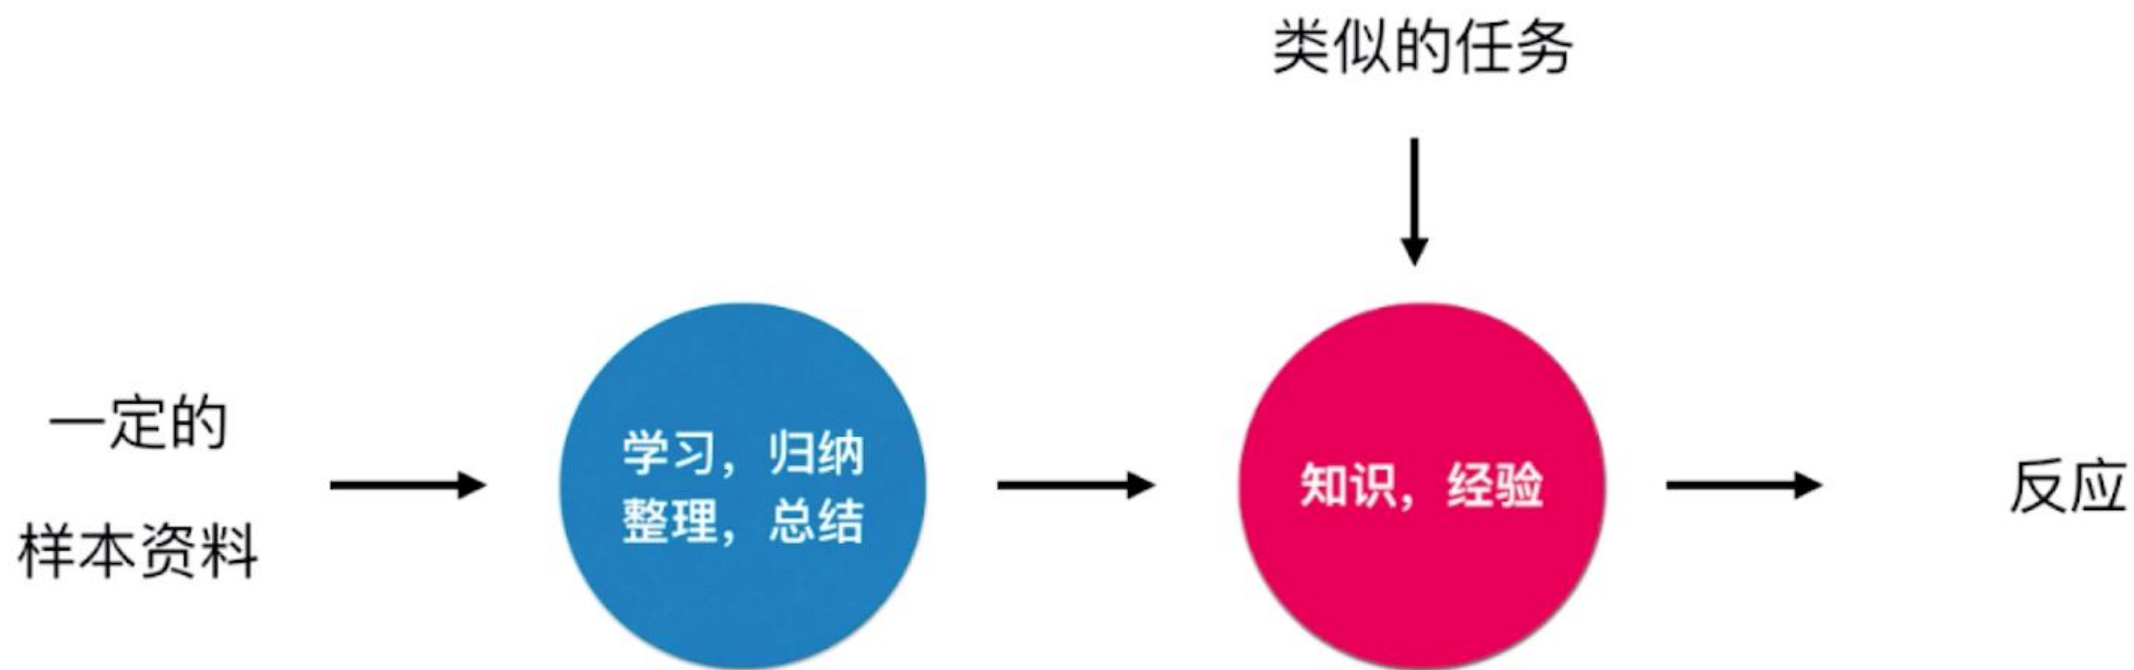 类似的任务
一定的
样本资料
学习，归纳
整理，总结
知识，经验
反应